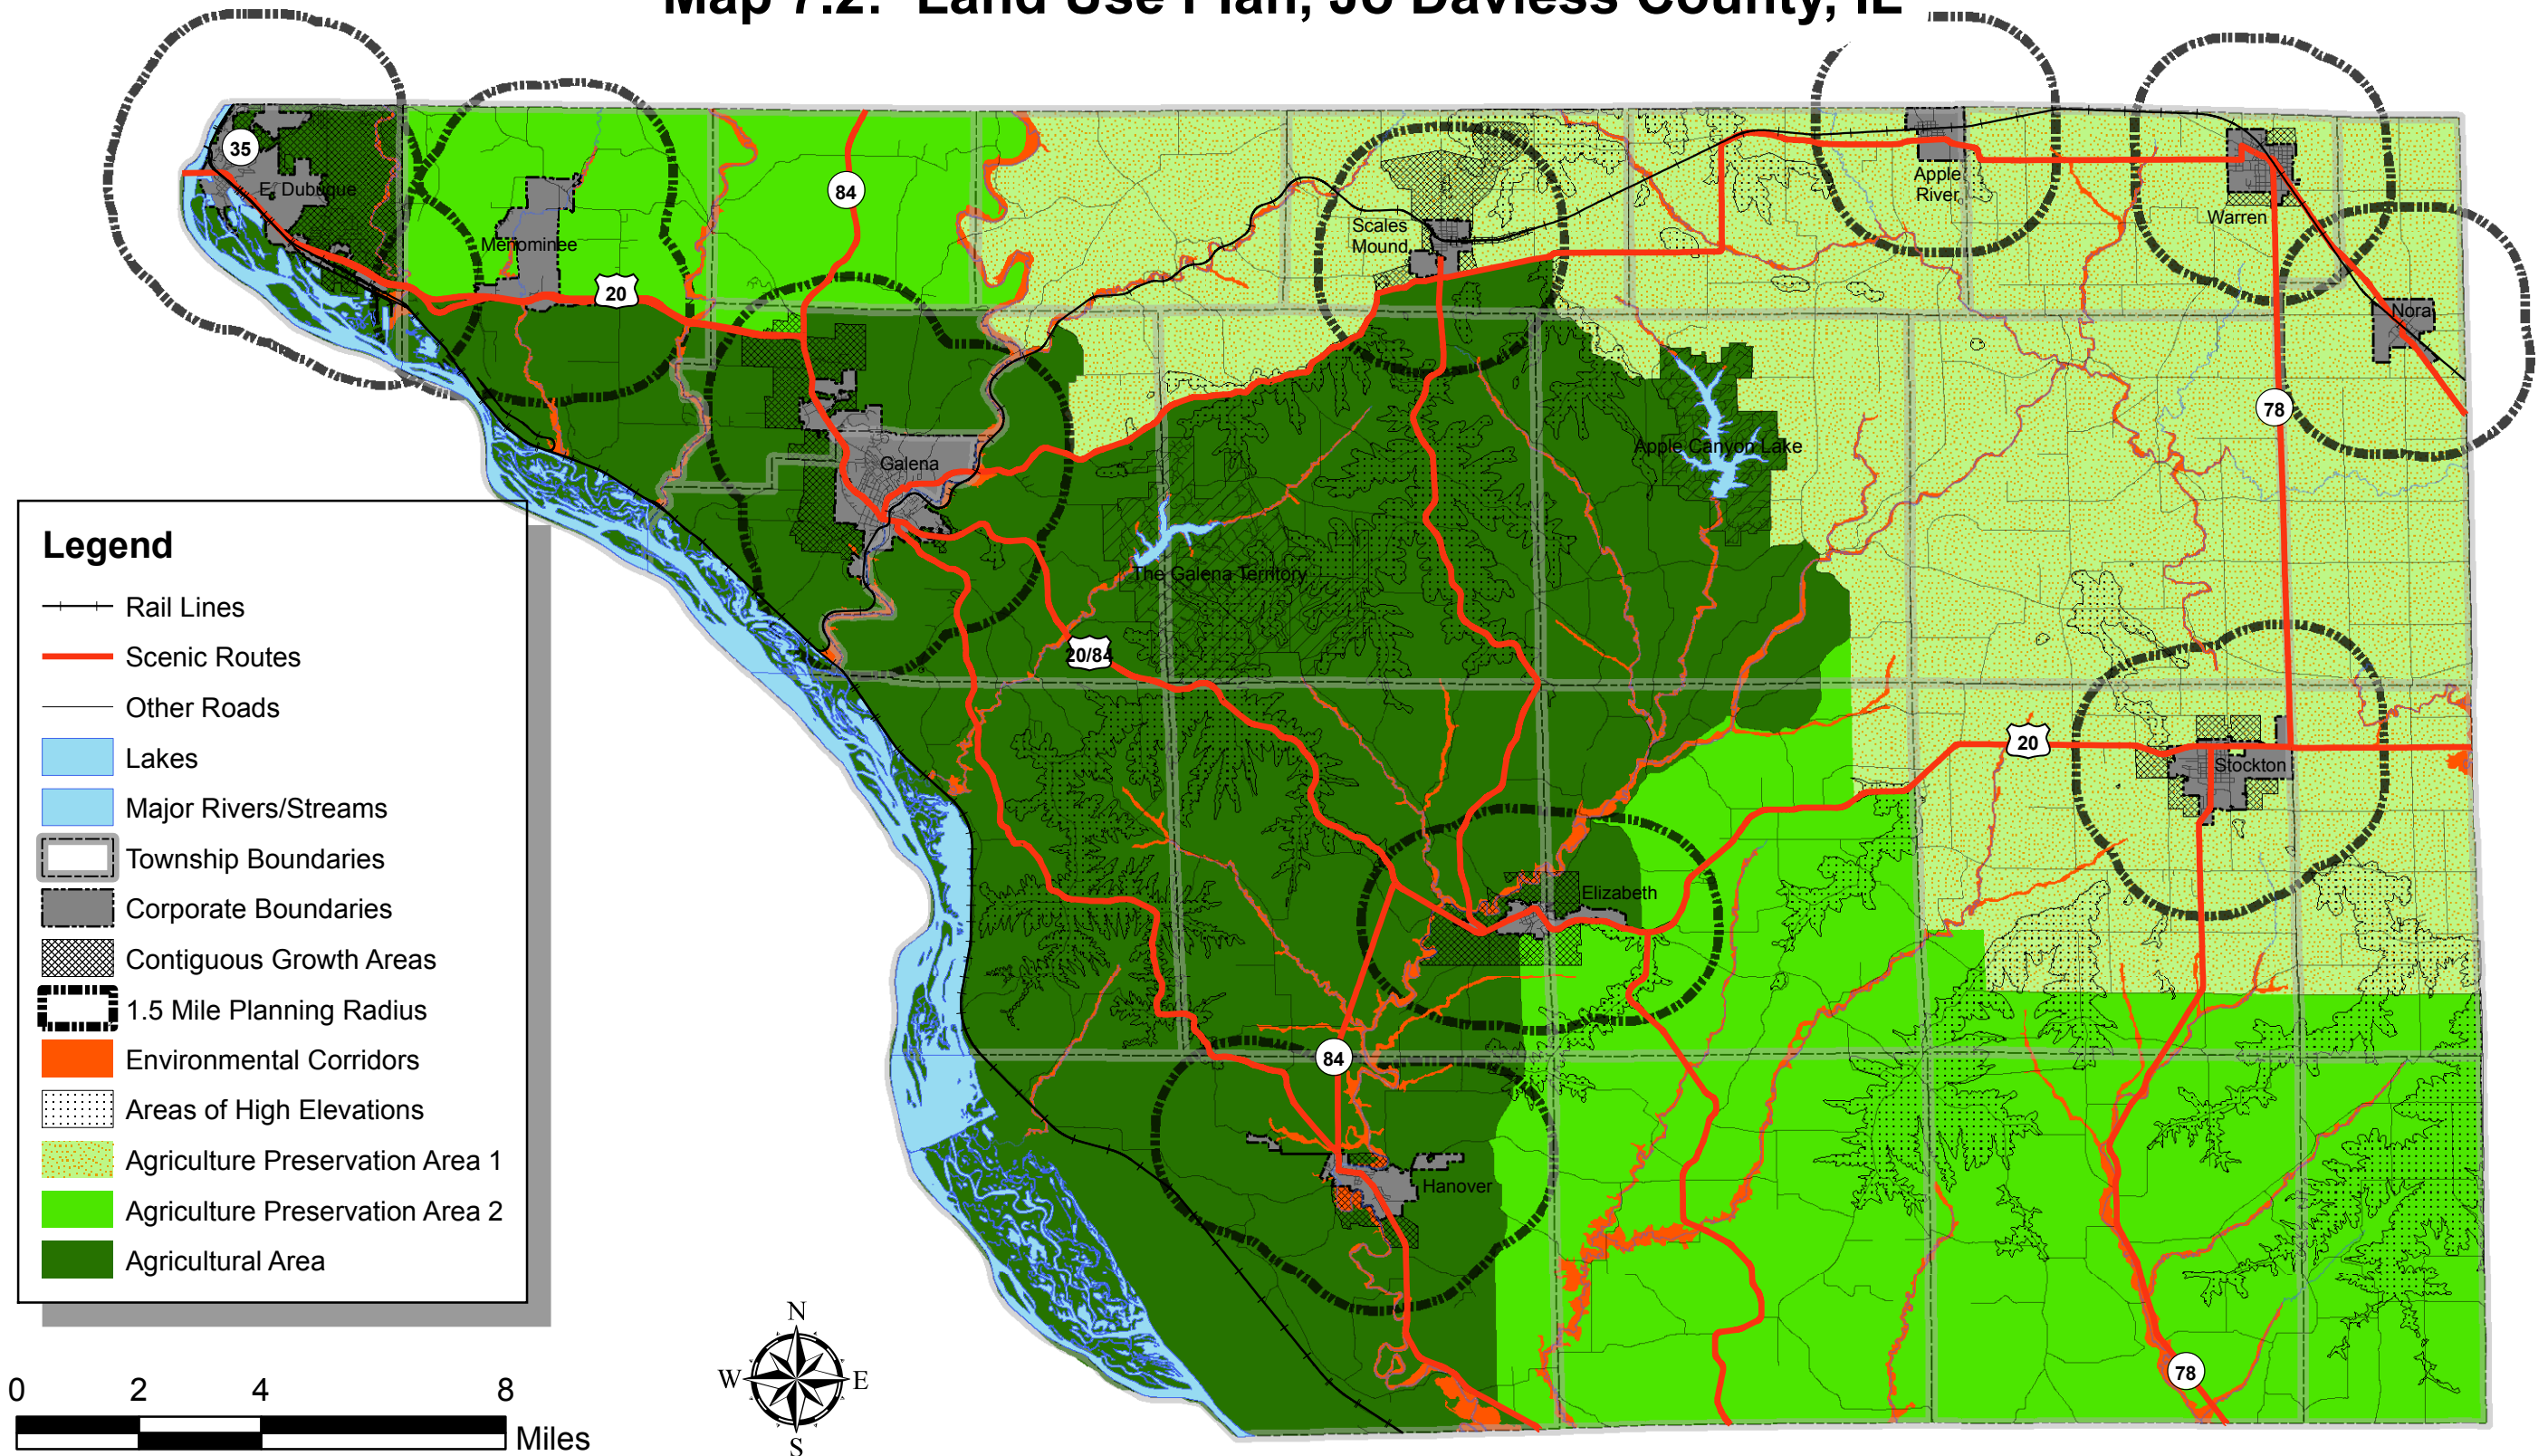 Map 7.2: Land Use Plan, Jo Daviess County, IL
35
E. Dubuque
84
Menominee
20
Scales
Mound
Apple
River
Warren
Nora
78
Galena
Apple Canyon Lake
The Galena Territory
20/84
20
Stockton
Elizabeth
84
Hanover
78
Legend
Rail Lines
Scenic Routes
Other Roads
Lakes
Major Rivers/Streams
Township Boundaries
Corporate Boundaries
Contiguous Growth Areas
1.5 Mile Planning Radius
Environmental Corridors
Areas of High Elevations
Agriculture Preservation Area 1
Agriculture Preservation Area 2
Agricultural Area
0 2 4 8
Miles
N
W E
S